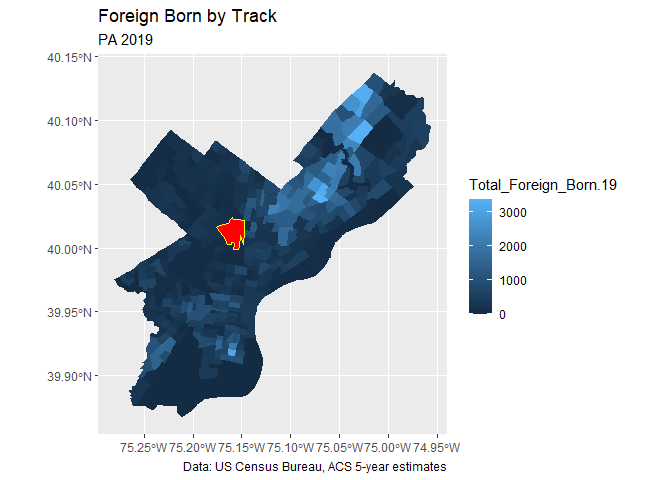 Foreign Born by Track
PA 2019
40.15°N
40.10°N
40.05°N
40.00°N
39.95°N
39.90°N
75.25°W 75.20°W 75.15°W 75.10°W 75.05°W 75.00°W 74.95°W
Data: US Census Bureau, ACS 5-year estimates
Total_Foreign_Born.19
3000
2000
1000
0